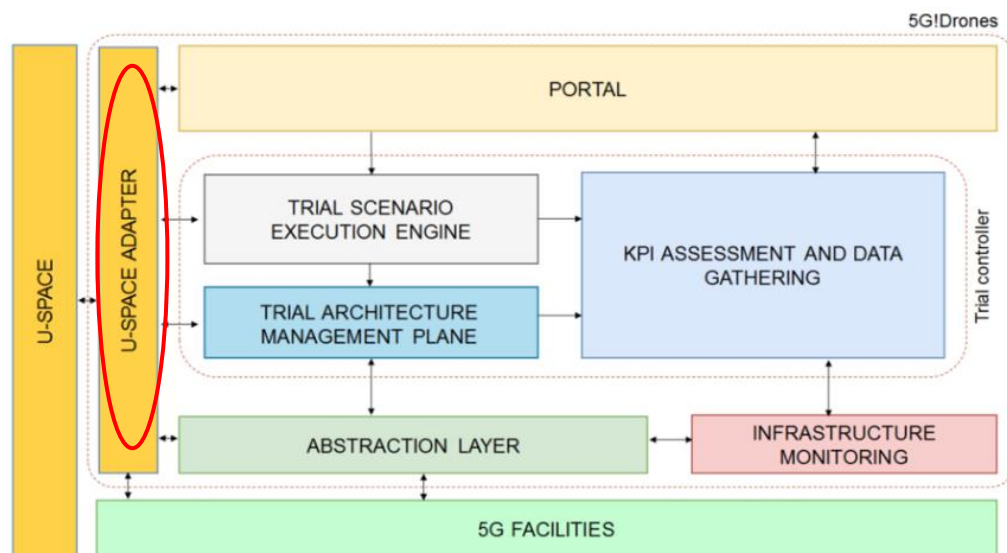 5G!Drones
U-SPACE
U-SPACE ADAPTER
PORTAL
TRIAL SCENARIO
EXECUTION ENGINE
KPI ASSESSMENT AND DATA
GATHERING
Trial controller
TRIAL ARCHITECTURE
MANAGEMENT PLANE
ABSTRACTION LAYER
INFRASTRUCTURE
MONITORING
5G FACILITIES